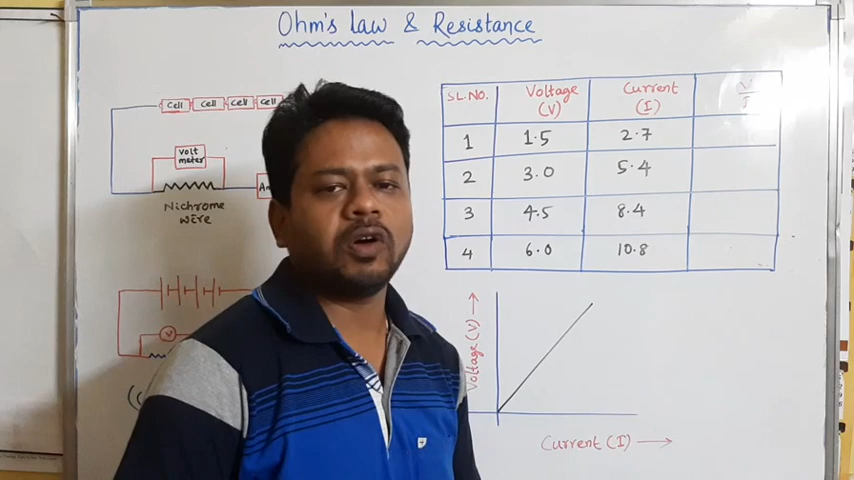 Ohm's Law & Resistance
Cell Cell Cell Cell
Volt
meter
Nichrome
wire
SL.NO. Voltage (V) Current (I) V/I
1 1.5 2.7
2 3.0 5.4
3 4.5 8.4
4 6.0 10.8
V
Voltage (V)
Current (I)